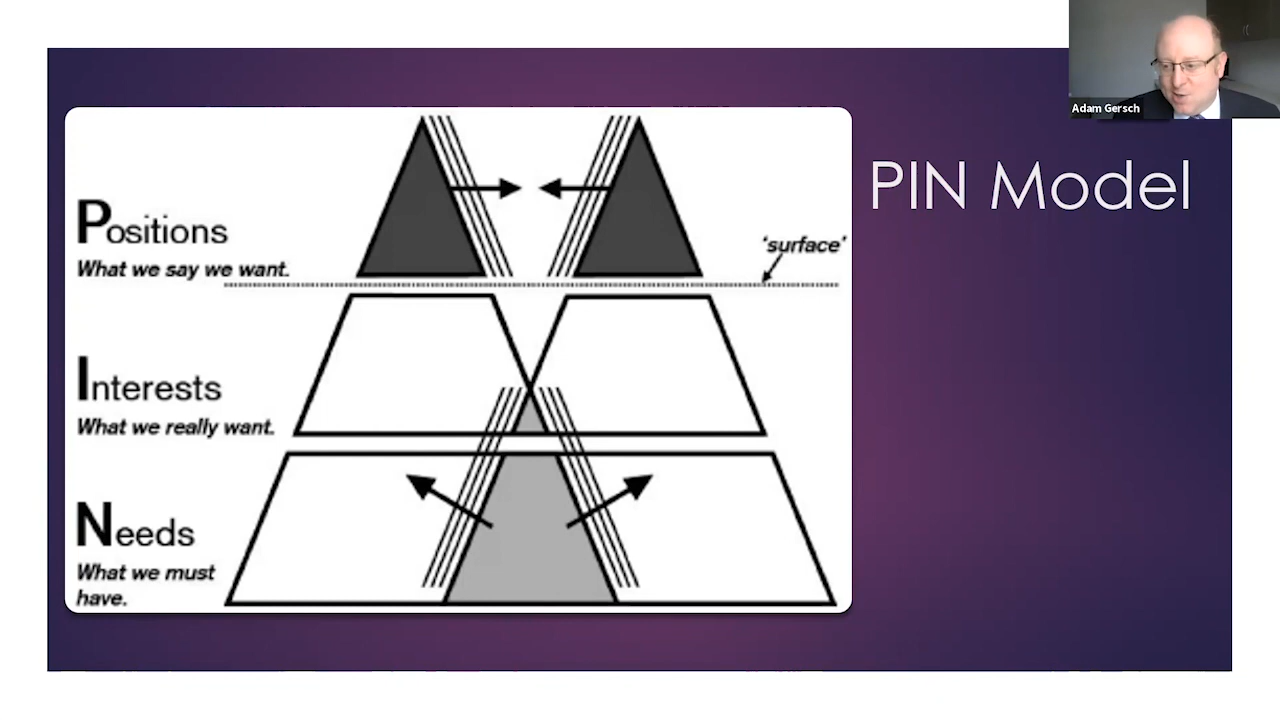 Adam Gersch
PIN Model
Positions
What we say we want.
'surface'
Interests
What we really want.
Needs
What we must
have.